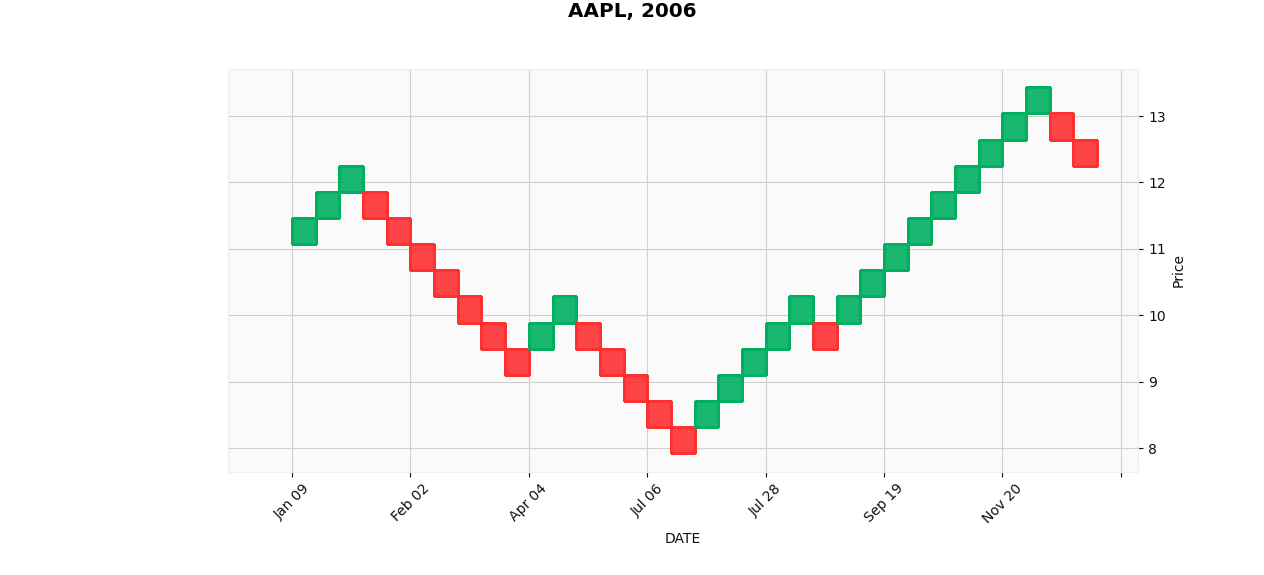 AAPL, 2006
13
12
11
10
9
8
Price
Jan 09
Feb 02
Apr 04
Jul 06
Jul 28
Sep 19
Nov 20
DATE